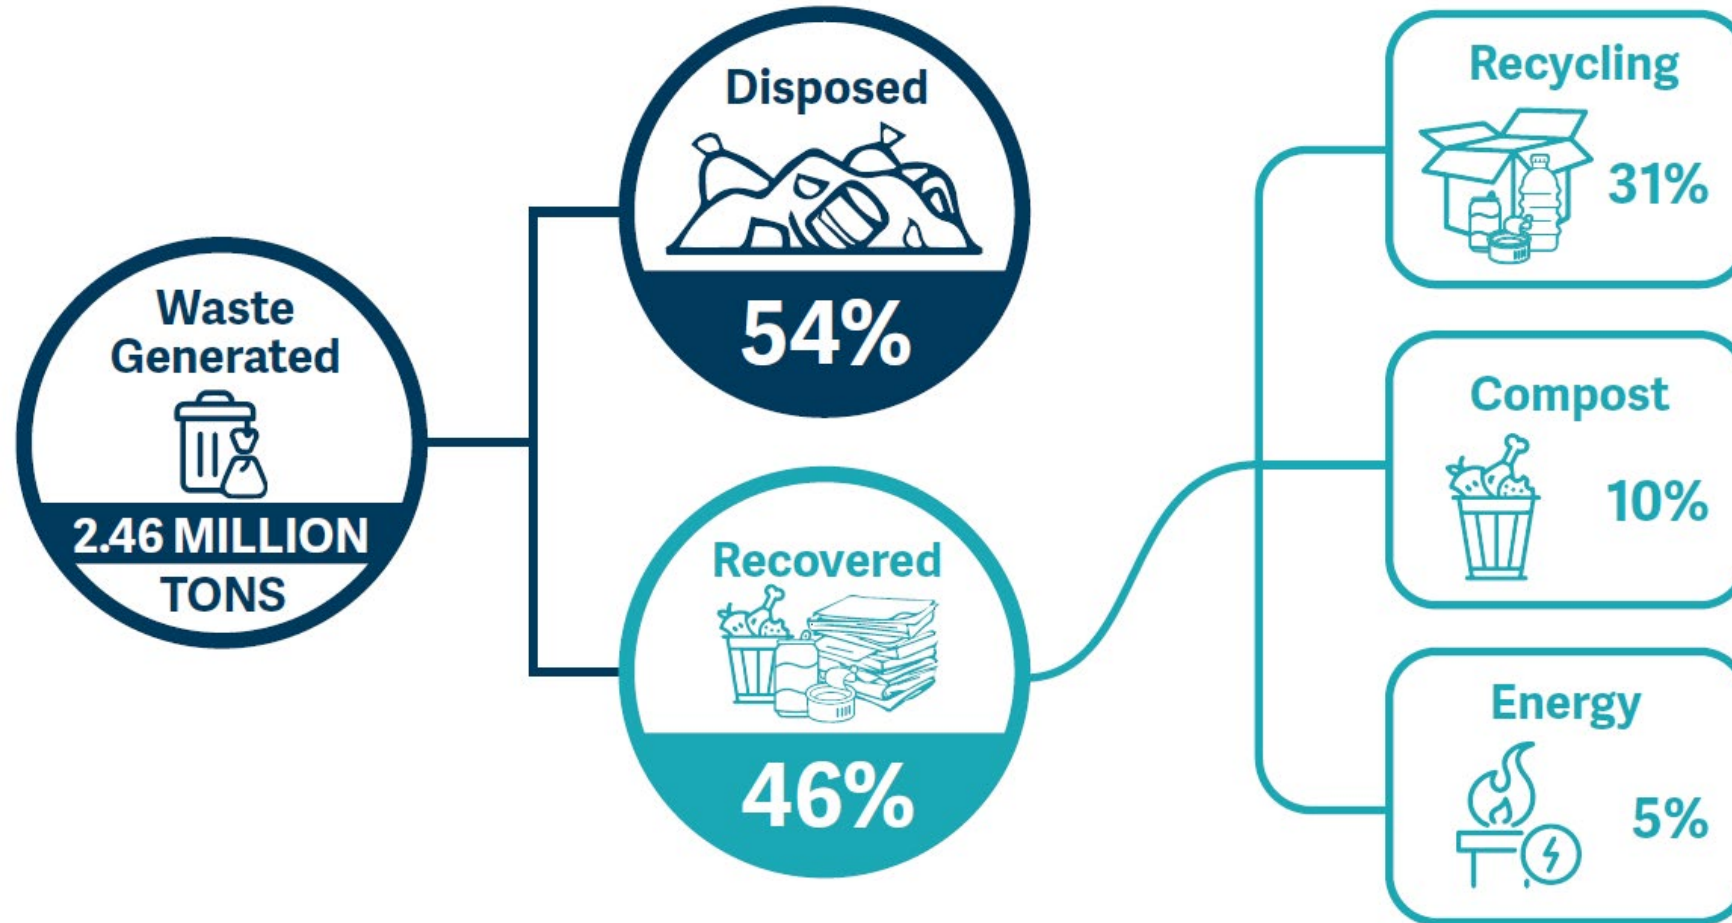 Waste
Generated
2.46 MILLION
TONS
Disposed
54%
Recovered
46%
Recycling
31%
Compost
10%
Energy
5%